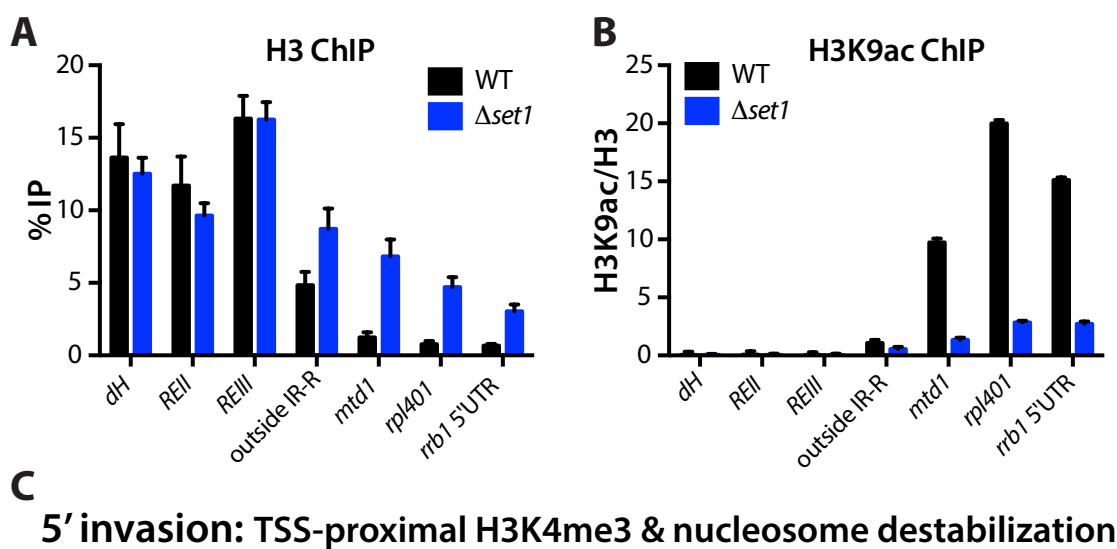 A
H3 ChIP
% IP
20
15
10
5
0
WT
Δset1
dH
REII
REIII
outside IR-R
mtd1
rpl401
rrb1 5'UTR
B
H3K9ac ChIP
H3K9ac/H3
25
20
15
10
5
0
WT
Δset1
dH
REII
REIII
outside IR-R
mtd1
rpl401
rrb1 5'UTR
C
5′ invasion: TSS-proximal H3K4me3 & nucleosome destabilization